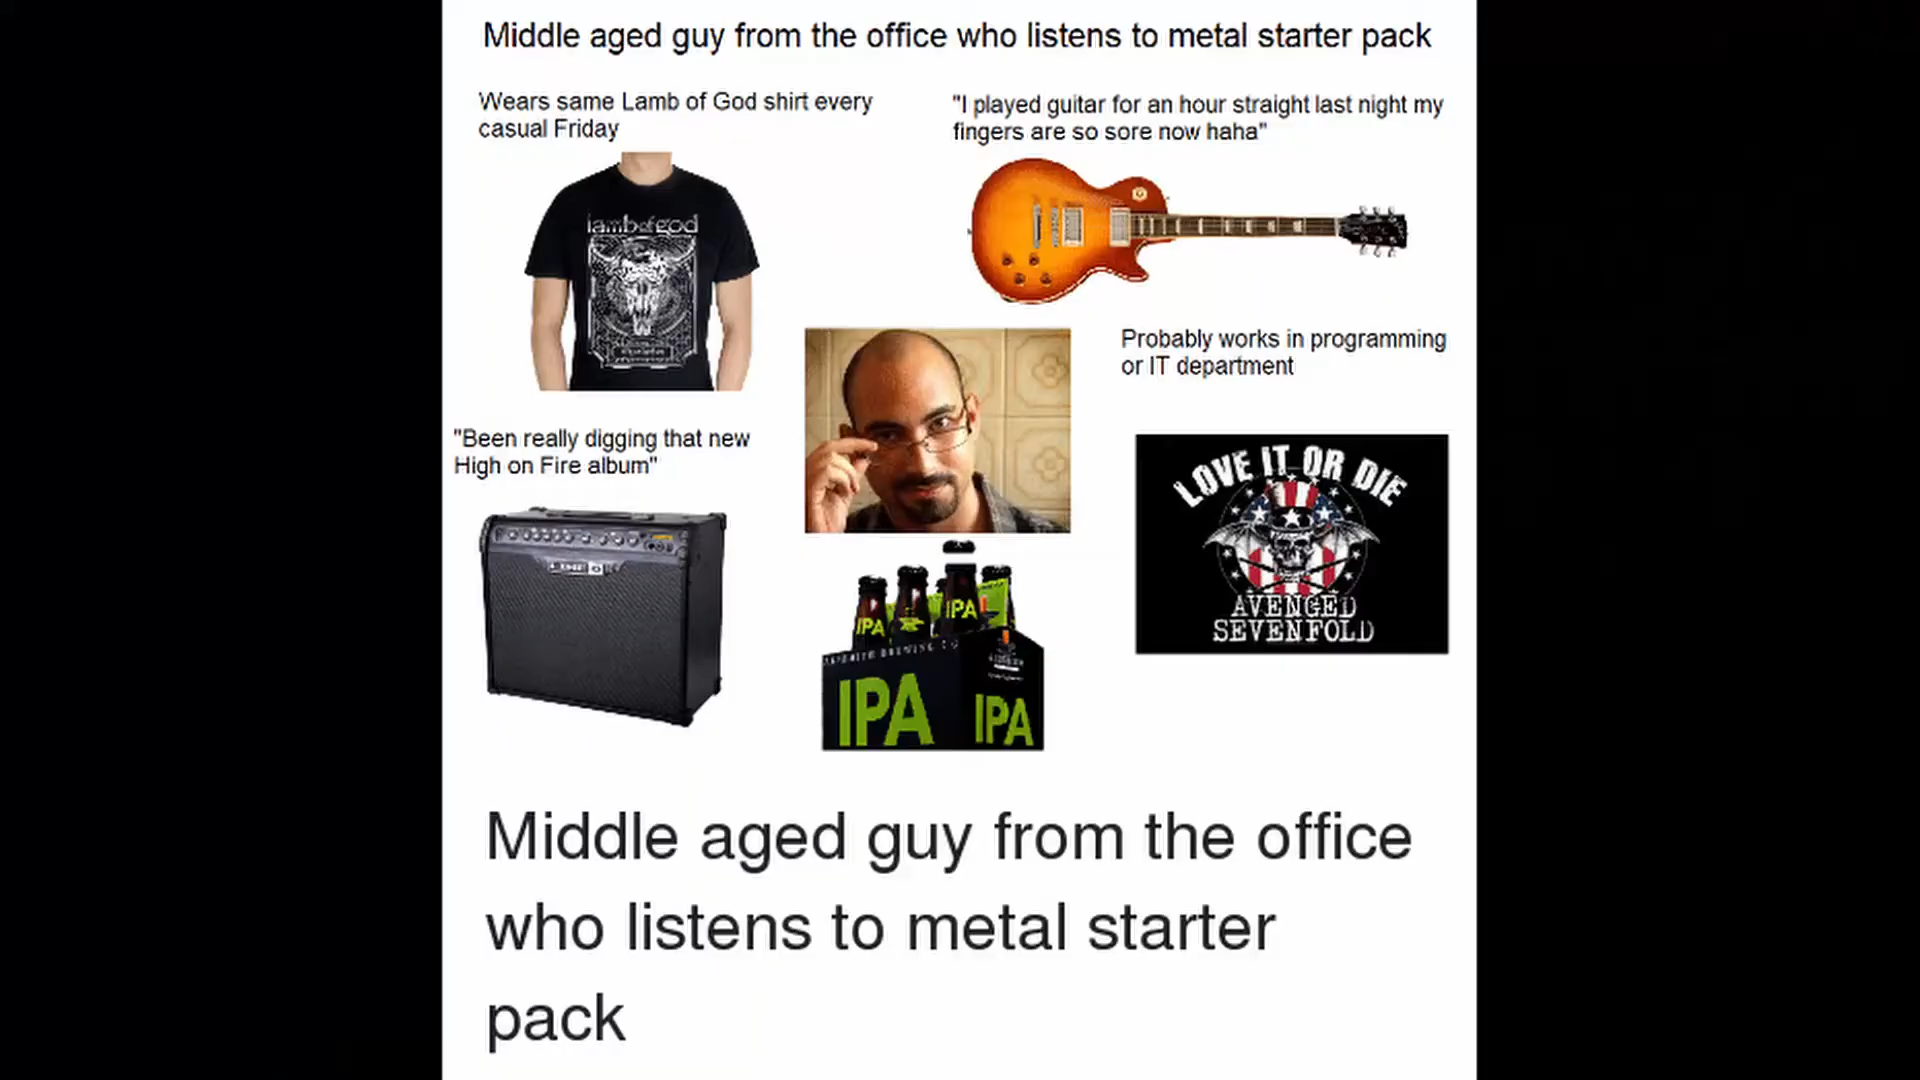 Middle aged guy from the office who listens to metal starter pack
Wears same Lamb of God shirt every
casual Friday
"I played guitar for an hour straight last night my
fingers are so sore now haha"
lamb of god
Probably works in programming
or IT department
"Been really digging that new
High on Fire album"
LOVE IT OR DIE
AVENGED
SEVENFOLD
IPA
IPA
IPA
IPA
Middle aged guy from the office
who listens to metal starter
pack